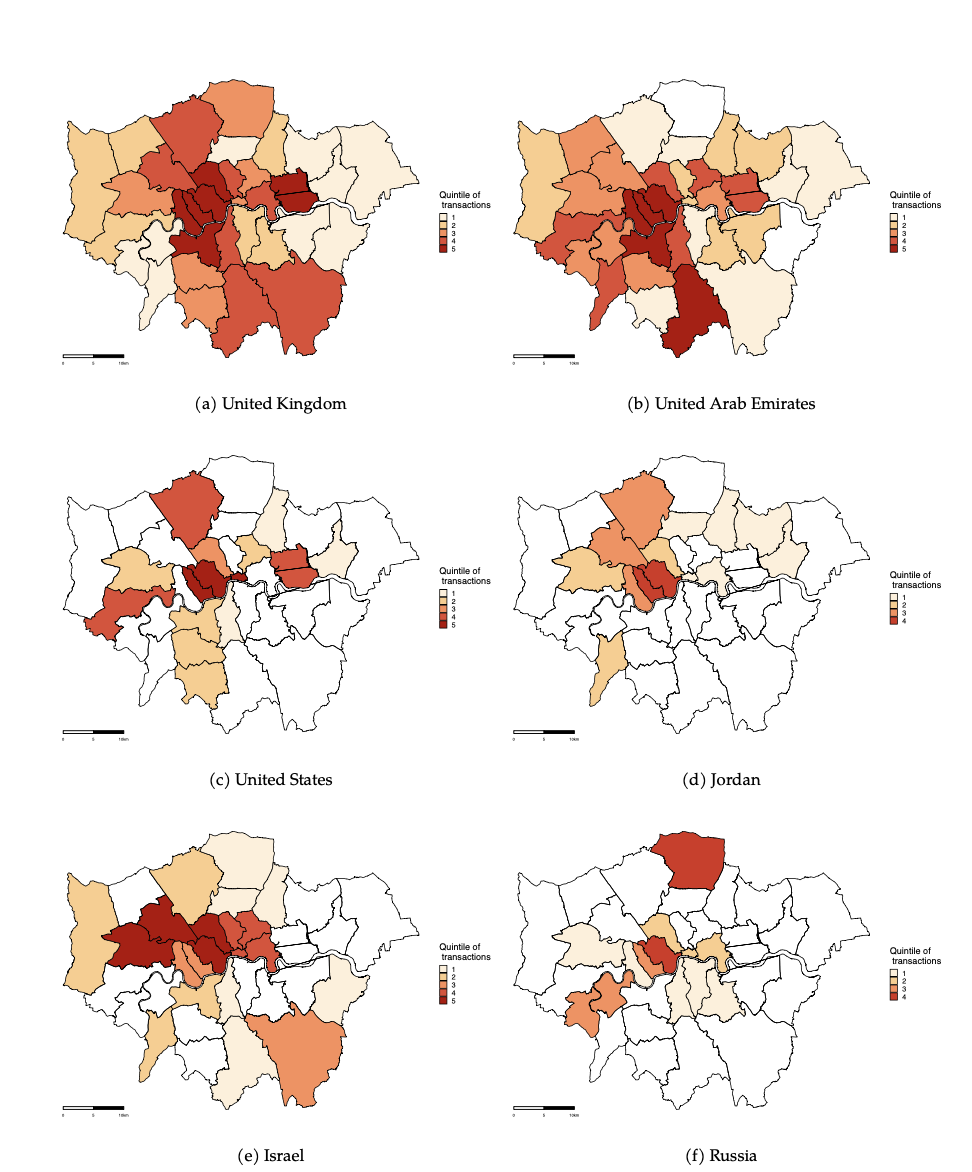 Quintile of
transactions
1
2
3
4
5
0 5 10km
(a) United Kingdom
Quintile of
transactions
1
2
3
4
5
0 5 10km
(b) United Arab Emirates
Quintile of
transactions
1
2
3
4
5
0 5 10km
(c) United States
Quintile of
transactions
1
2
3
4
0 5 10km
(d) Jordan
Quintile of
transactions
1
2
3
4
5
0 5 10km
(e) Israel
Quintile of
transactions
1
2
3
4
0 5 10km
(f) Russia